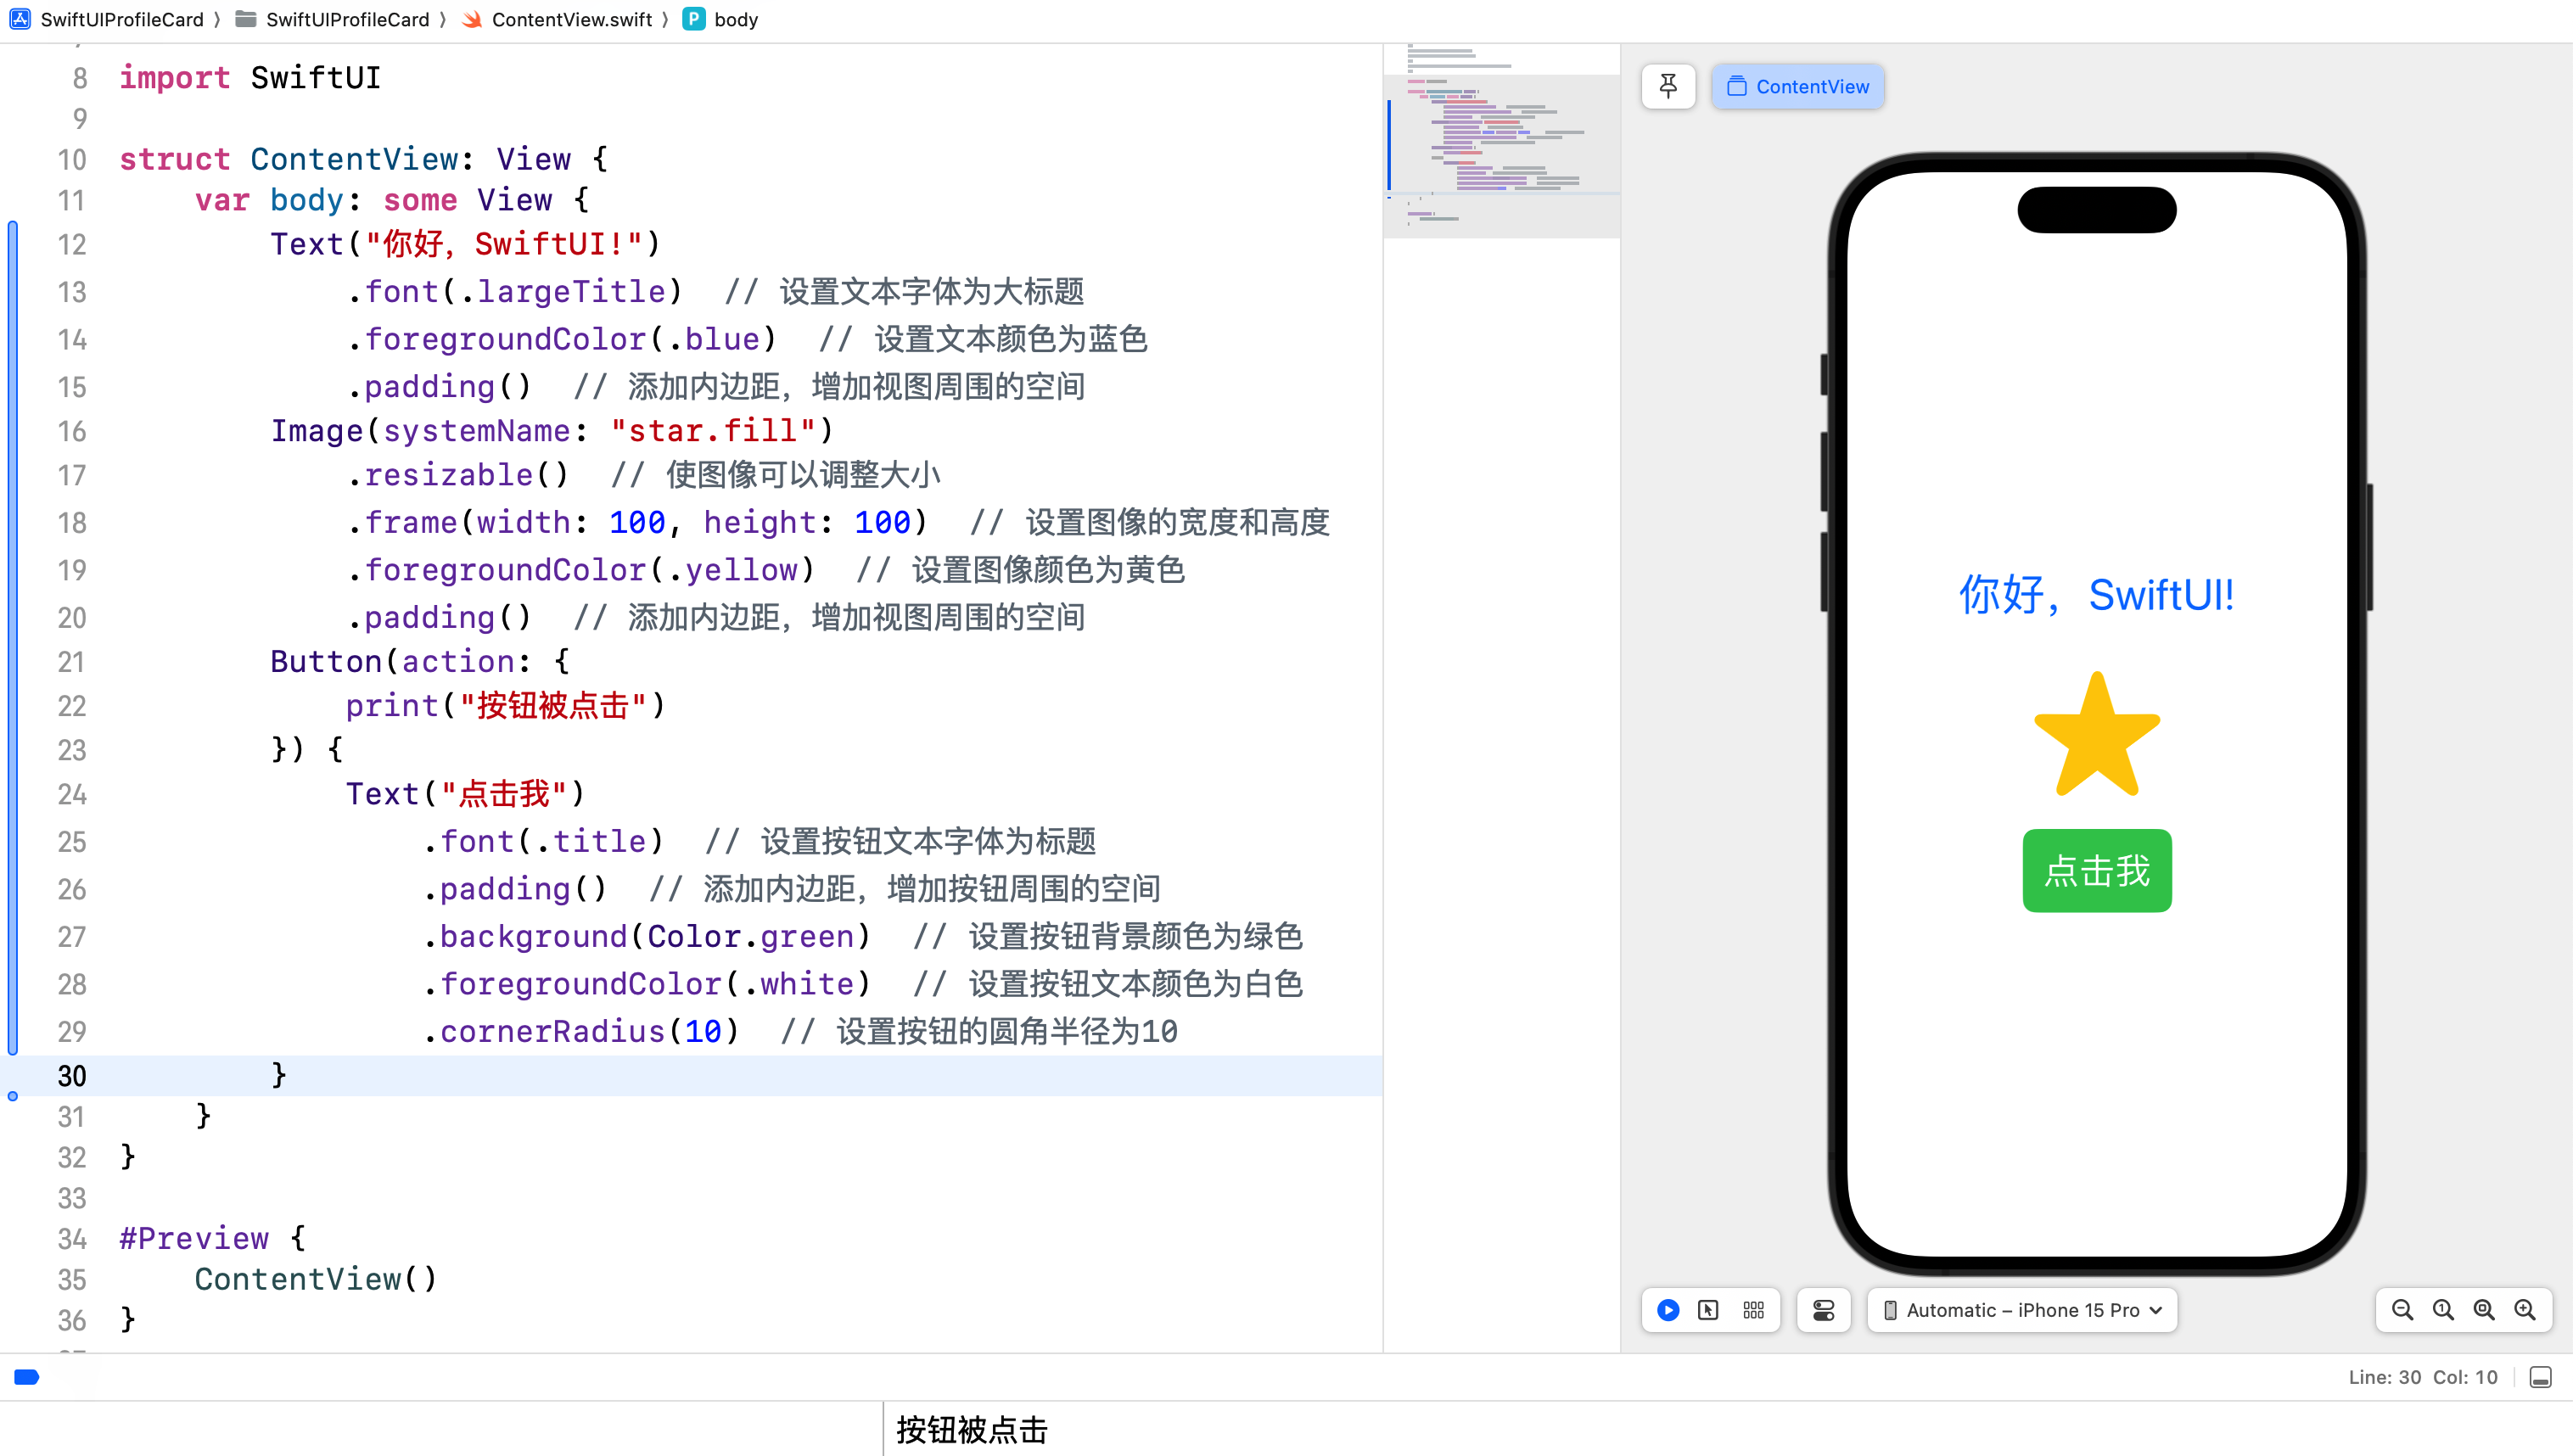 SwiftUIProfileCard 〉 SwiftUIProfileCard 〉 ContentView.swift 〉 P body
8 import SwiftUI
9
10 struct ContentView: View {
11 var body: some View {
12 Text("你好，SwiftUI!")
13 .font(.largeTitle) // 设置文本字体为大标题
14 .foregroundColor(.blue) // 设置文本颜色为蓝色
15 .padding() // 添加内边距，增加视图周围的空间
16 Image(systemName: "star.fill")
17 .resizable() // 使图像可以调整大小
18 .frame(width: 100, height: 100) // 设置图像的宽度和高度
19 .foregroundColor(.yellow) // 设置图像颜色为黄色
20 .padding() // 添加内边距，增加视图周围的空间
21 Button(action: {
22 print("按钮被点击")
23 }) {
24 Text("点击我")
25 .font(.title) // 设置按钮文本字体为标题
26 .padding() // 添加内边距，增加按钮周围的空间
27 .background(Color.green) // 设置按钮背景颜色为绿色
28 .foregroundColor(.white) // 设置按钮文本颜色为白色
29 .cornerRadius(10) // 设置按钮的圆角半径为10
30 }
31 }
32 }
33
34 #Preview {
35 ContentView()
36 }
ContentView
你好，SwiftUI!
点击我
Automatic – iPhone 15 Pro
Line: 30 Col: 10
按钮被点击